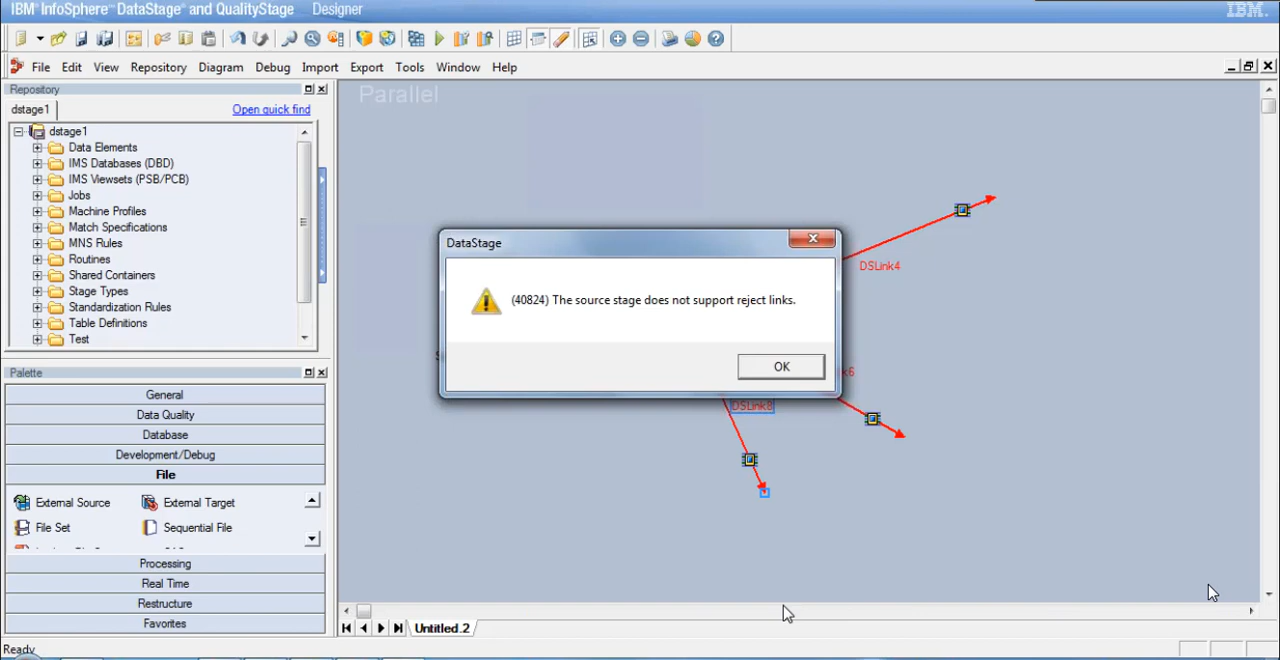 IBM® InfoSphere™ DataStage® and QualityStage Designer
IBM.
File Edit View Repository Diagram Debug Import Export Tools Window Help
Repository
dstage1 Open quick find
dstage1
Data Elements
IMS Databases (DBD)
IMS Viewsets (PSB/PCB)
Jobs
Machine Profiles
Match Specifications
MNS Rules
Routines
Shared Containers
Stage Types
Standardization Rules
Table Definitions
Test
Palette
General
Data Quality
Database
Development/Debug
File
External Source External Target
File Set Sequential File
Processing
Real Time
Restructure
Favorites
Parallel
DSLink4
DataStage
(40824) The source stage does not support reject links.
OK
DSLink8
Untitled.2
Ready